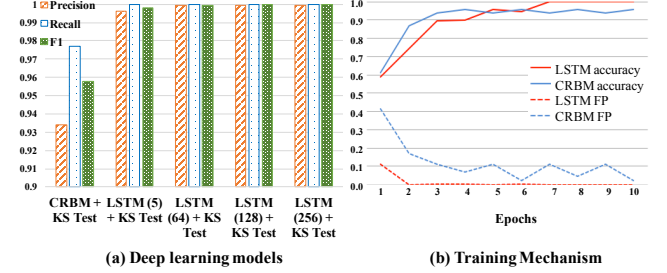 1
0.99
0.98
0.97
0.96
0.95
0.94
0.93
0.92
0.91
0.9
Precision
Recall
F1
CRBM + KS Test
LSTM (5) + KS Test
LSTM (64) + KS Test
LSTM (128) + KS Test
LSTM (256) + KS Test
(a) Deep learning models
1.0
0.9
0.8
0.7
0.6
0.5
0.4
0.3
0.2
0.1
0.0
LSTM accuracy
CRBM accuracy
LSTM FP
CRBM FP
1 2 3 4 5 6 7 8 9 10
Epochs
(b) Training Mechanism